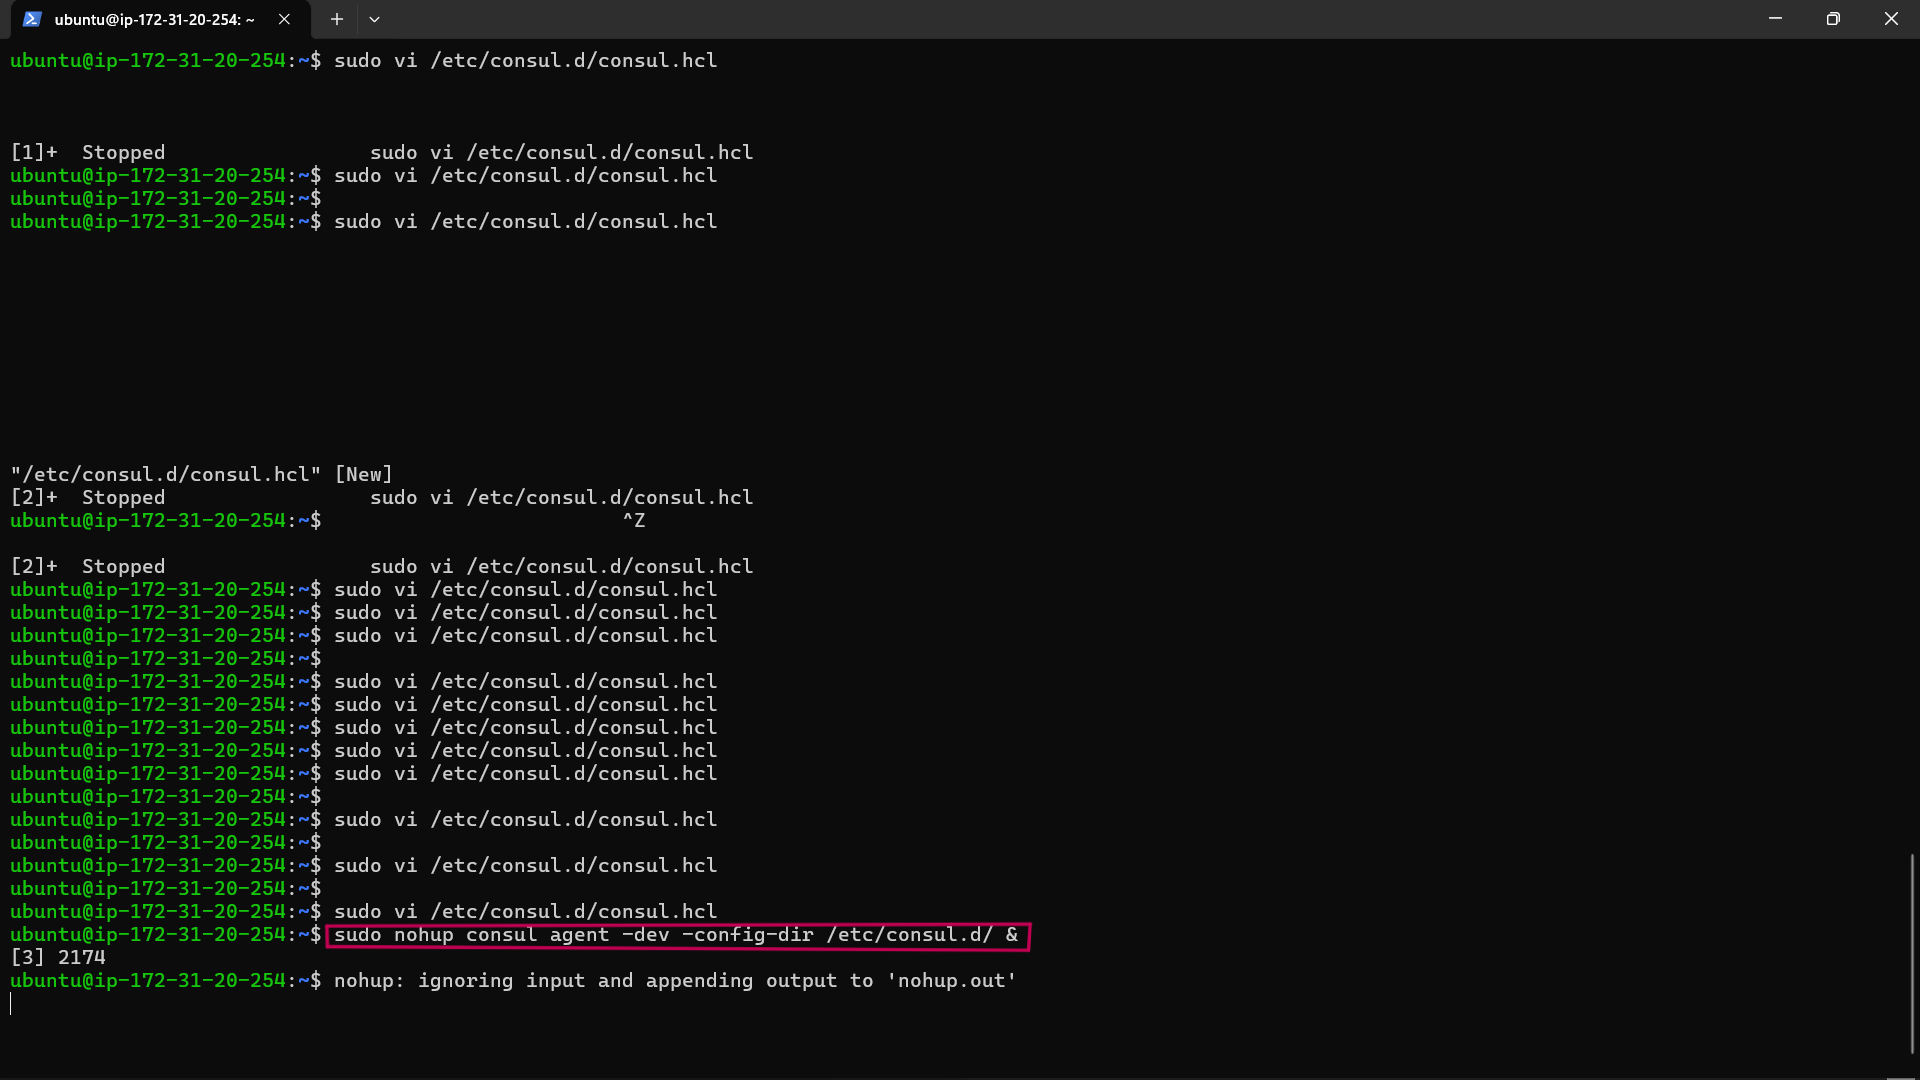 ubuntu@ip-172-31-20-254: ~
ubuntu@ip-172-31-20-254:~$ sudo vi /etc/consul.d/consul.hcl
[1]+  Stopped                 sudo vi /etc/consul.d/consul.hcl
ubuntu@ip-172-31-20-254:~$ sudo vi /etc/consul.d/consul.hcl
ubuntu@ip-172-31-20-254:~$
ubuntu@ip-172-31-20-254:~$ sudo vi /etc/consul.d/consul.hcl
"/etc/consul.d/consul.hcl" [New]
[2]+  Stopped                 sudo vi /etc/consul.d/consul.hcl
ubuntu@ip-172-31-20-254:~$                         ^Z
[2]+  Stopped                 sudo vi /etc/consul.d/consul.hcl
ubuntu@ip-172-31-20-254:~$ sudo vi /etc/consul.d/consul.hcl
ubuntu@ip-172-31-20-254:~$ sudo vi /etc/consul.d/consul.hcl
ubuntu@ip-172-31-20-254:~$ sudo vi /etc/consul.d/consul.hcl
ubuntu@ip-172-31-20-254:~$
ubuntu@ip-172-31-20-254:~$ sudo vi /etc/consul.d/consul.hcl
ubuntu@ip-172-31-20-254:~$ sudo vi /etc/consul.d/consul.hcl
ubuntu@ip-172-31-20-254:~$ sudo vi /etc/consul.d/consul.hcl
ubuntu@ip-172-31-20-254:~$ sudo vi /etc/consul.d/consul.hcl
ubuntu@ip-172-31-20-254:~$ sudo vi /etc/consul.d/consul.hcl
ubuntu@ip-172-31-20-254:~$
ubuntu@ip-172-31-20-254:~$ sudo vi /etc/consul.d/consul.hcl
ubuntu@ip-172-31-20-254:~$
ubuntu@ip-172-31-20-254:~$ sudo vi /etc/consul.d/consul.hcl
ubuntu@ip-172-31-20-254:~$
ubuntu@ip-172-31-20-254:~$ sudo vi /etc/consul.d/consul.hcl
ubuntu@ip-172-31-20-254:~$ sudo nohup consul agent -dev -config-dir /etc/consul.d/ &
[3] 2174
ubuntu@ip-172-31-20-254:~$ nohup: ignoring input and appending output to 'nohup.out'